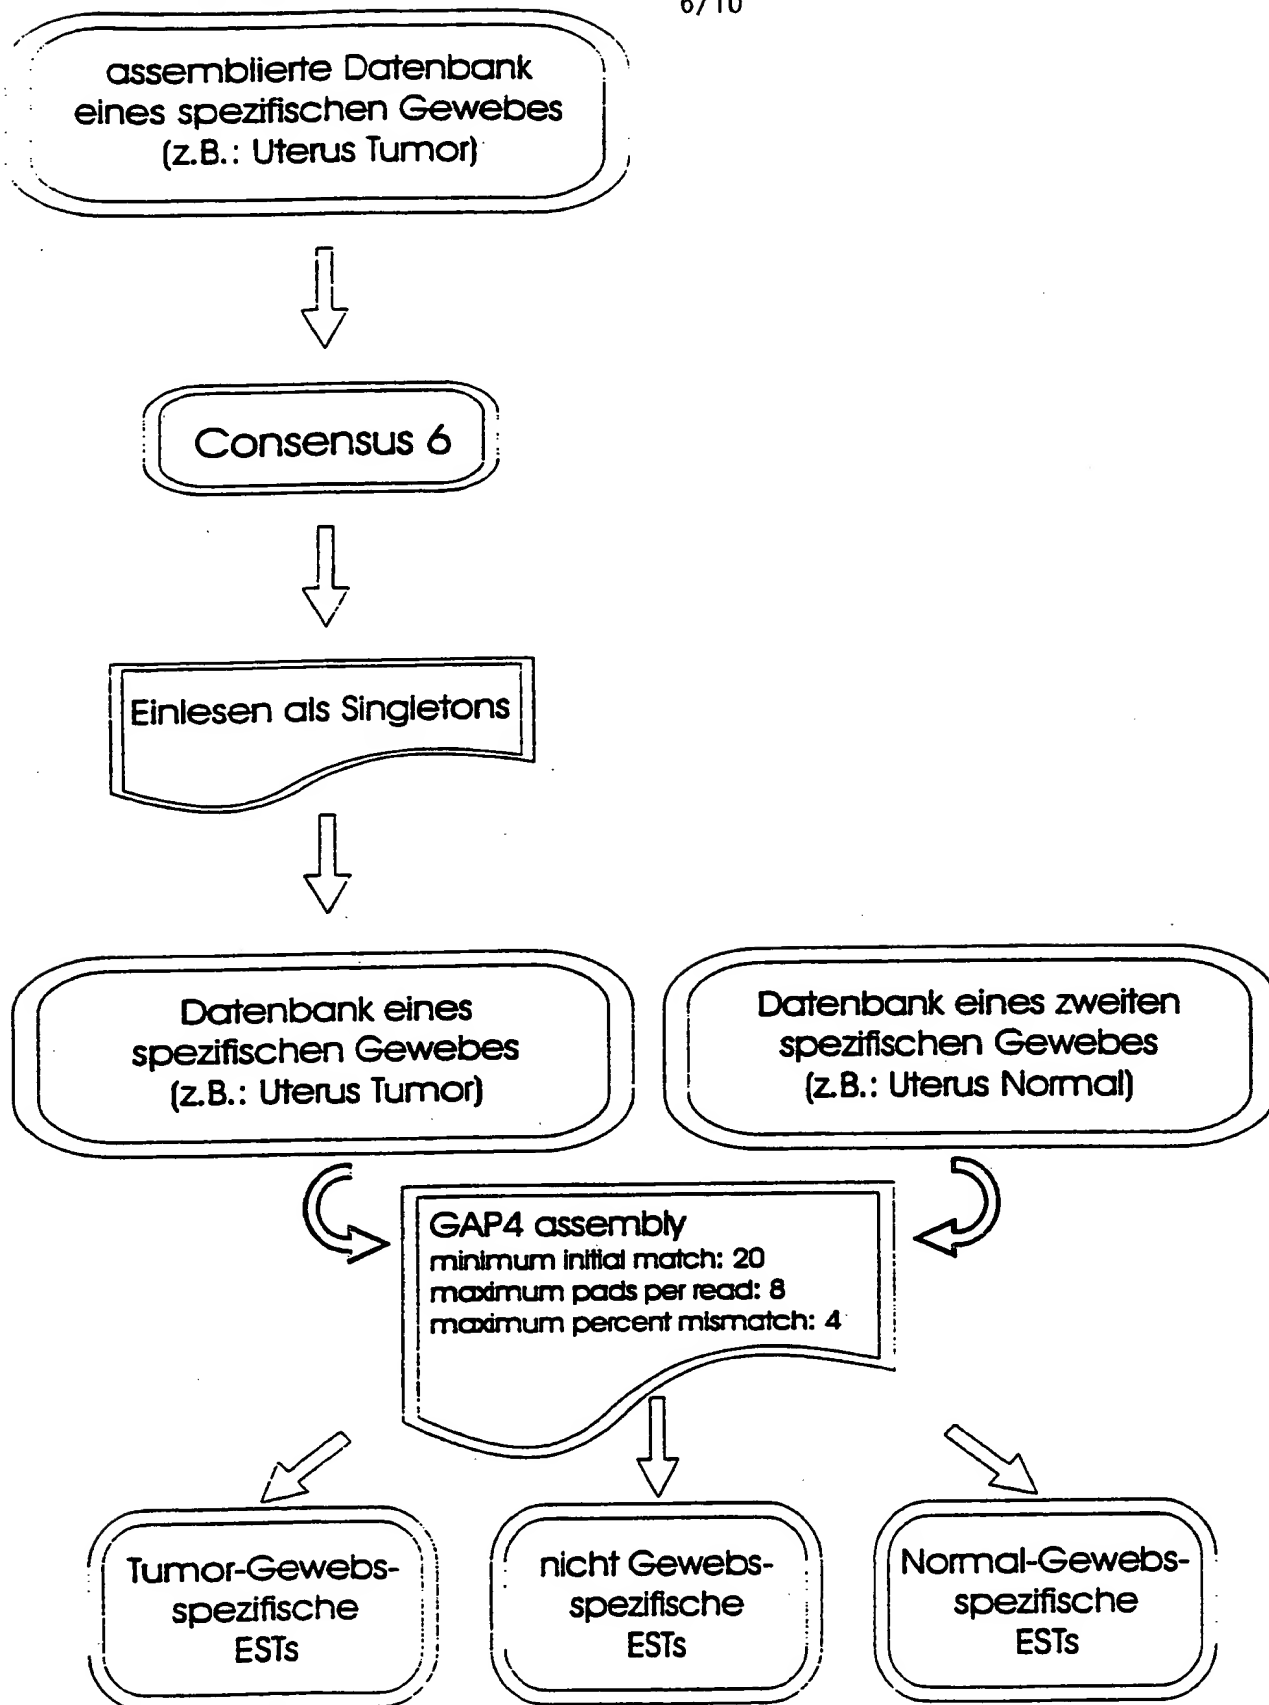 6/10
assemblierte Datenbank
eines spezifischen Gewebes
(z.B.: Uterus Tumor)
Consensus 6
Einlesen als Singletons
Datenbank eines
spezifischen Gewebes
(z.B.: Uterus Tumor)
Datenbank eines zweiten
spezifischen Gewebes
(z.B.: Uterus Normal)
GAP4 assembly
minimum initial match: 20
maximum pads per read: 8
maximum percent mismatch: 4
Tumor-Gewebs-
spezifische
ESTs
nicht Gewebs-
spezifische
ESTs
Normal-Gewebs-
spezifische
ESTs